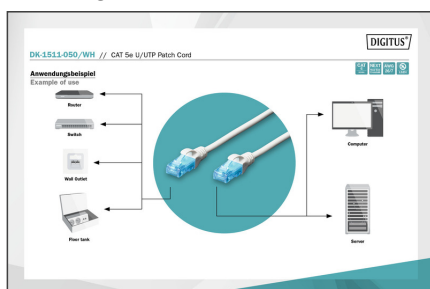 DIGITUS®
DK-1511-050/WH // CAT 5e U/UTP Patch Cord
Anwendungsbeispiel
Example of use
Router
Switch
Wall Outlet
Floor tank
Computer
Server